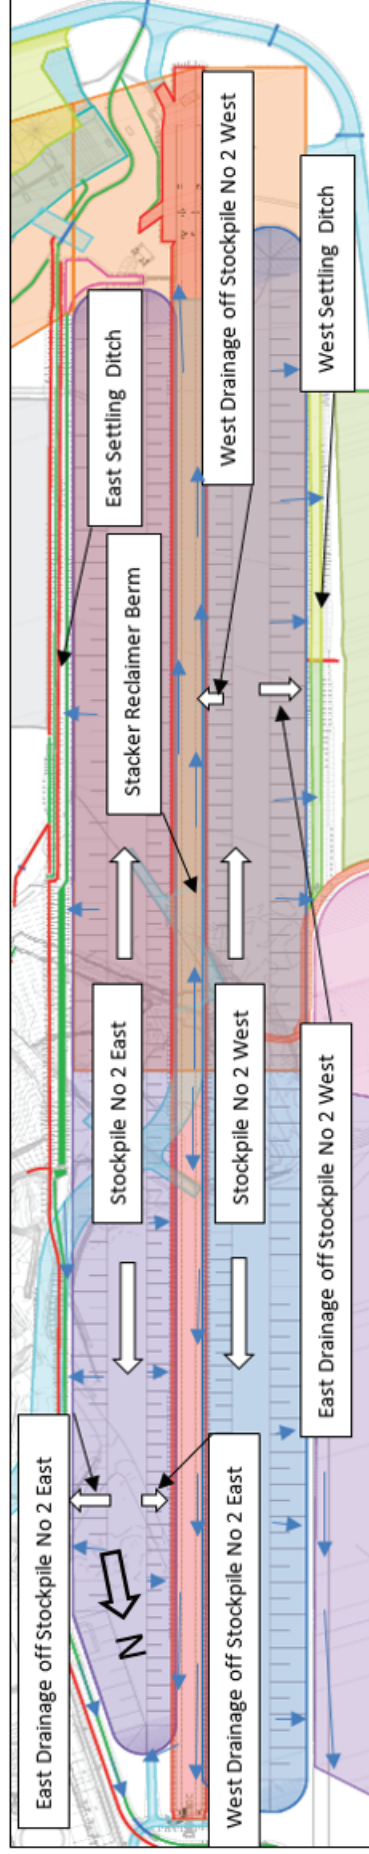 East Drainage off Stockpile No 2 East
East Settling Ditch
Stockpile No 2 East
Stacker Reclaimer Berm
N
West Drainage off Stockpile No 2 East
Stockpile No 2 West
West Drainage off Stockpile No 2 West
East Drainage off Stockpile No 2 West
West Settling Ditch